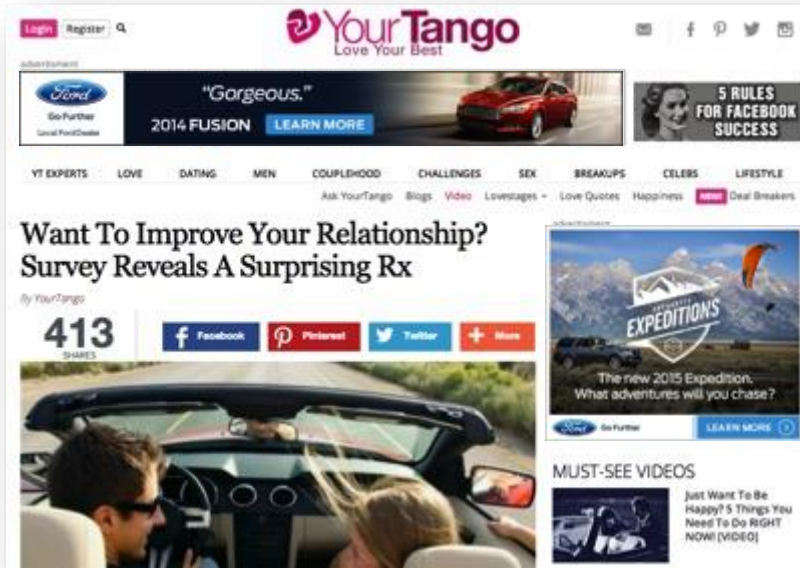 Login Register
YourTango
Love Your Best
advertisment
Ford
Go Further
Local Ford Dealer
"Gorgeous."
2014 FUSION LEARN MORE
5 RULES
FOR FACEBOOK
SUCCESS
YT EXPERTS LOVE DATING MEN COUPLEHOOD CHALLENGES SEX BREAKUPS CELEBS LIFESTYLE
Ask YourTango Blogs Video Lovestages Love Quotes Happiness NEW! Deal Breakers
Want To Improve Your Relationship?
Survey Reveals A Surprising Rx
By YourTango
413
SHARES
Facebook Pinterest Twitter More
EXPEDITIONS
The new 2015 Expedition.
What adventures will you chase?
Ford Go Further LEARN MORE
MUST-SEE VIDEOS
Just Want To Be
Happy? 5 Things You
Need To Do RIGHT
NOW! [VIDEO]